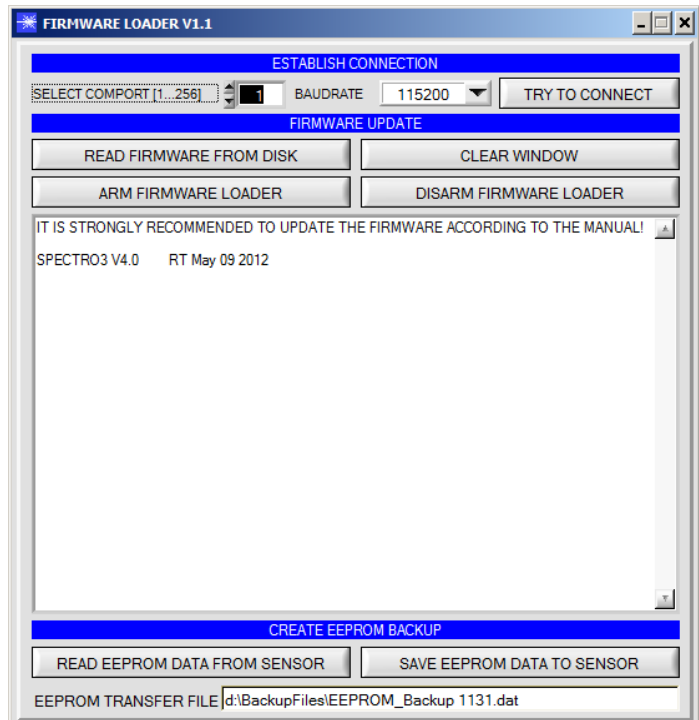 FIRMWARE LOADER V1.1
ESTABLISH CONNECTION
SELECT COMPORT [1...256] 1 BAUDRATE 115200 TRY TO CONNECT
FIRMWARE UPDATE
READ FIRMWARE FROM DISK CLEAR WINDOW
ARM FIRMWARE LOADER DISARM FIRMWARE LOADER
IT IS STRONGLY RECOMMENDED TO UPDATE THE FIRMWARE ACCORDING TO THE MANUAL!
SPECTRO3 V4.0 RT May 09 2012
CREATE EEPROM BACKUP
READ EEPROM DATA FROM SENSOR SAVE EEPROM DATA TO SENSOR
EEPROM TRANSFER FILE d:\BackupFiles\EEPROM_Backup 1131.dat